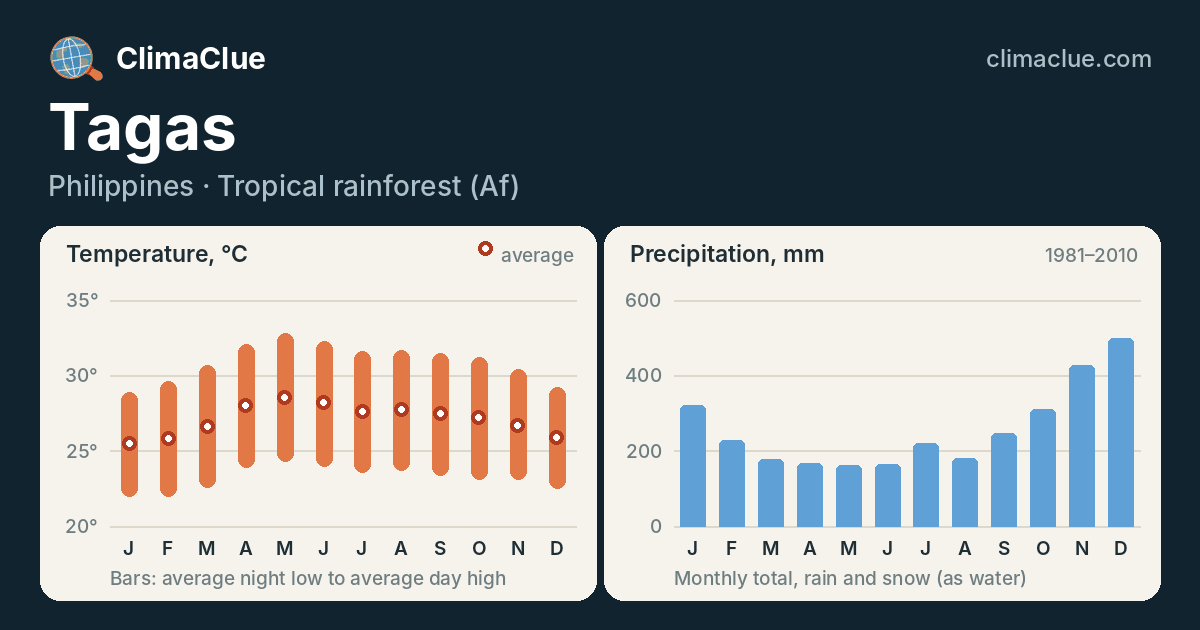 ClimaClue
climaclue.com
Tagas
Philippines · Tropical rainforest (Af)
Temperature, °C
average
35°
30°
25°
20°
J F M A M J J A S O N D
Bars: average night low to average day high
Precipitation, mm
1981–2010
600
400
200
0
J F M A M J J A S O N D
Monthly total, rain and snow (as water)